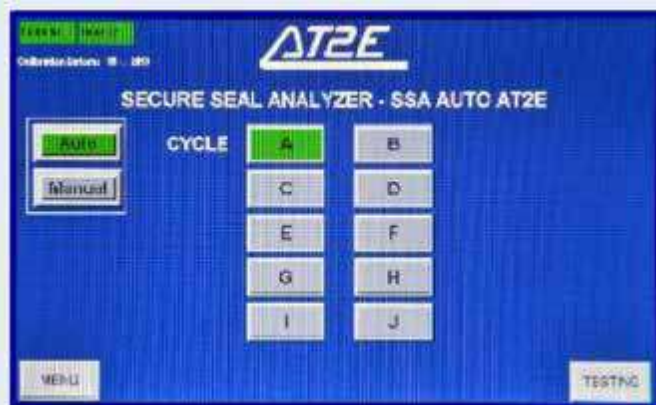 AT2E
SECURE SEAL ANALYZER - SSA AUTO AT2E
Auto CYCLE A B
Manual C D
E F
G H
I J
MENU TESTING